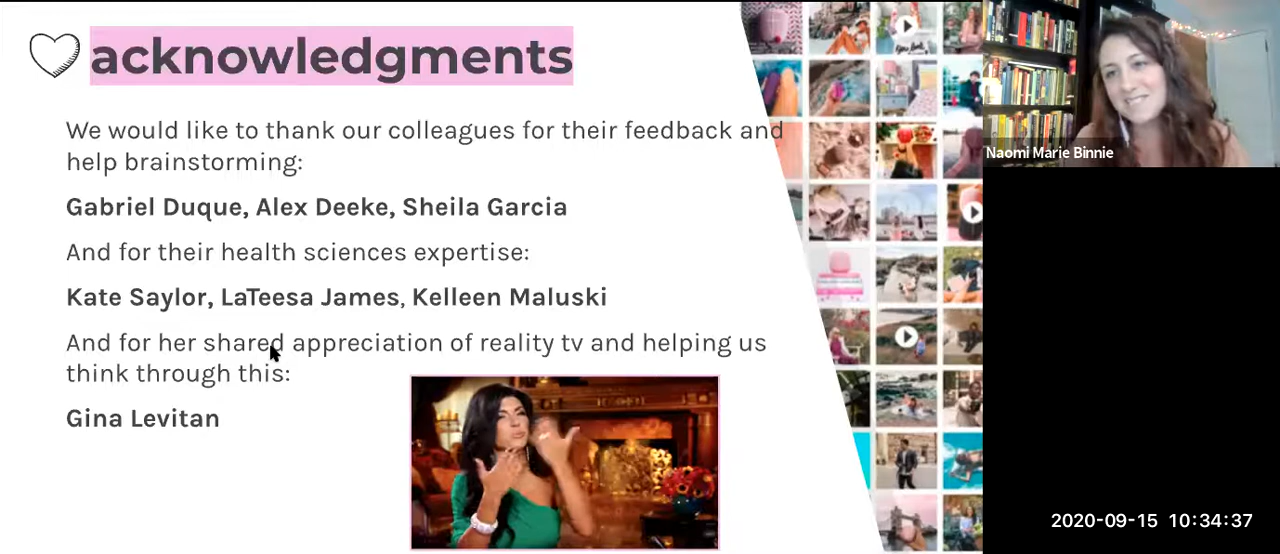 acknowledgments
We would like to thank our colleagues for their feedback and
help brainstorming:
Gabriel Duque, Alex Deeke, Sheila Garcia
And for their health sciences expertise:
Kate Saylor, LaTeesa James, Kelleen Maluski
And for her shared appreciation of reality tv and helping us
think through this:
Gina Levitan
Naomi Marie Binnie
2020-09-15 10:34:37